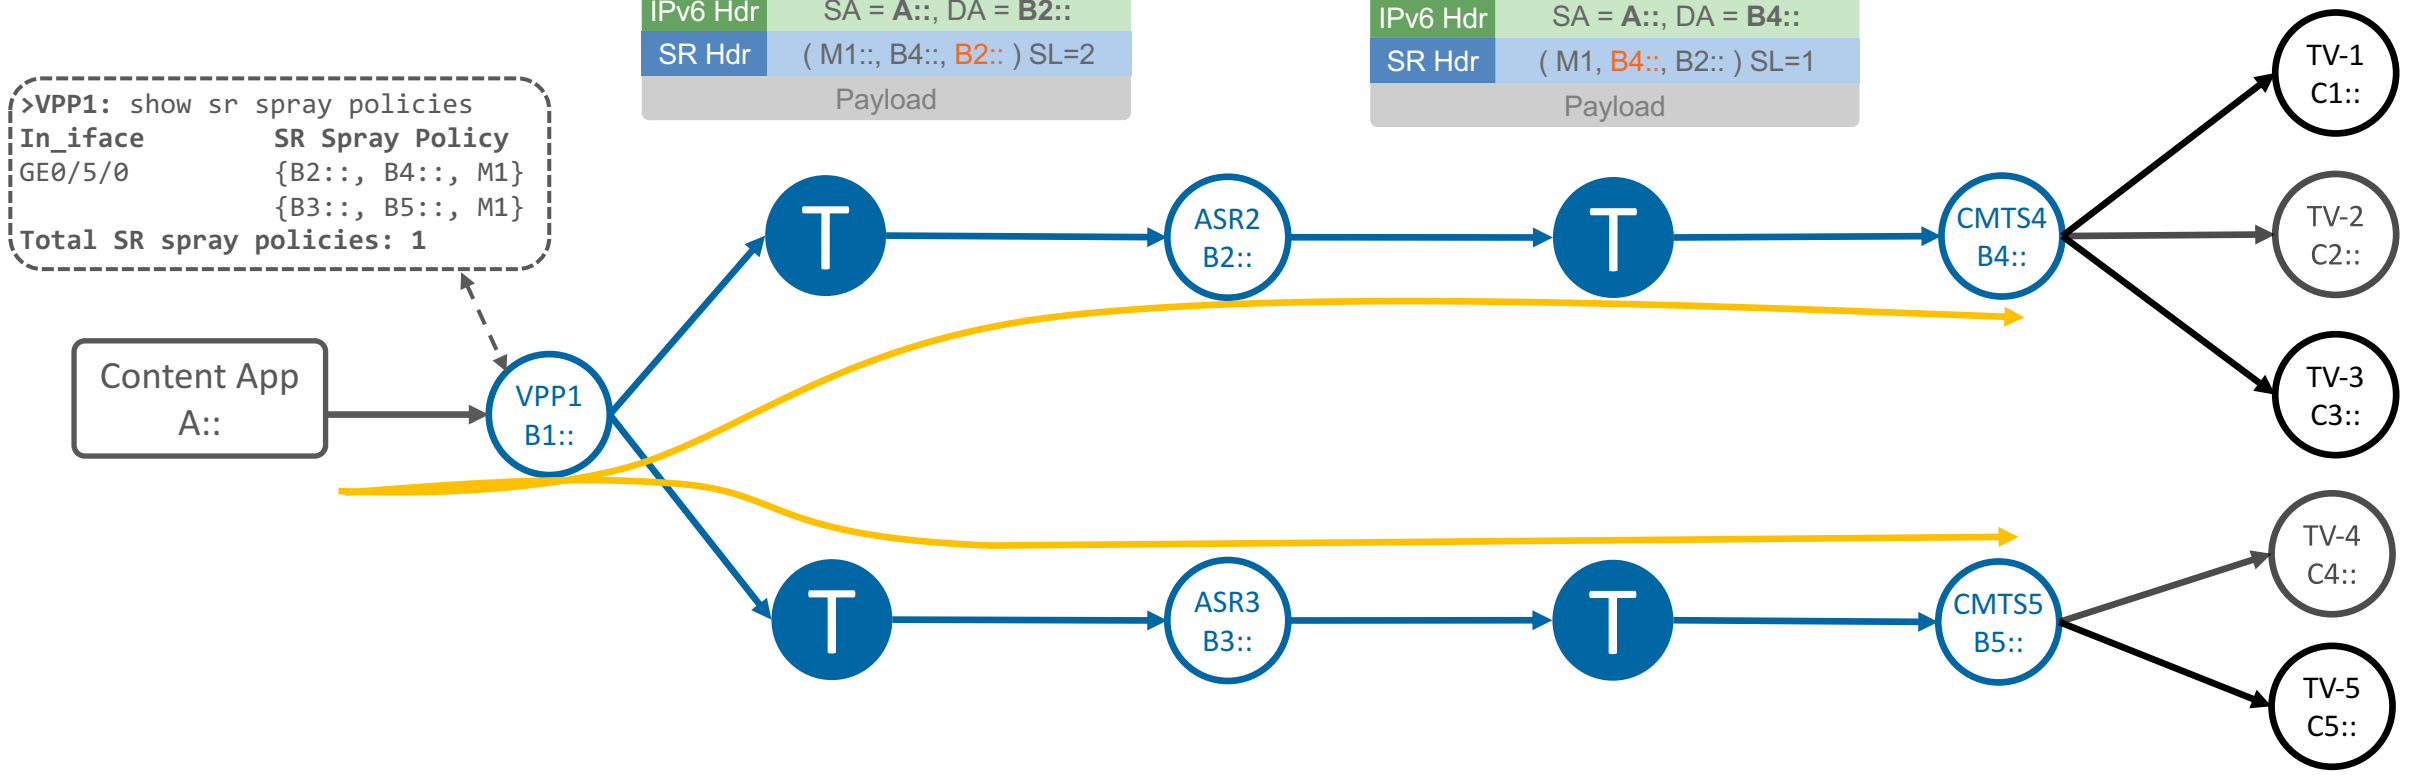 IPv6 Hdr SA = A::, DA = B2::
SR Hdr ( M1::, B4::, B2:: ) SL=2
Payload
IPv6 Hdr SA = A::, DA = B4::
SR Hdr ( M1, B4::, B2:: ) SL=1
Payload
>VPP1: show sr spray policies
In_iface SR Spray Policy
GE0/5/0 {B2::, B4::, M1}
{B3::, B5::, M1}
Total SR spray policies: 1
Content App
A::
VPP1
B1::
T
ASR2
B2::
T
CMTS4
B4::
T
ASR3
B3::
T
CMTS5
B5::
TV-1
C1::
TV-2
C2::
TV-3
C3::
TV-4
C4::
TV-5
C5::